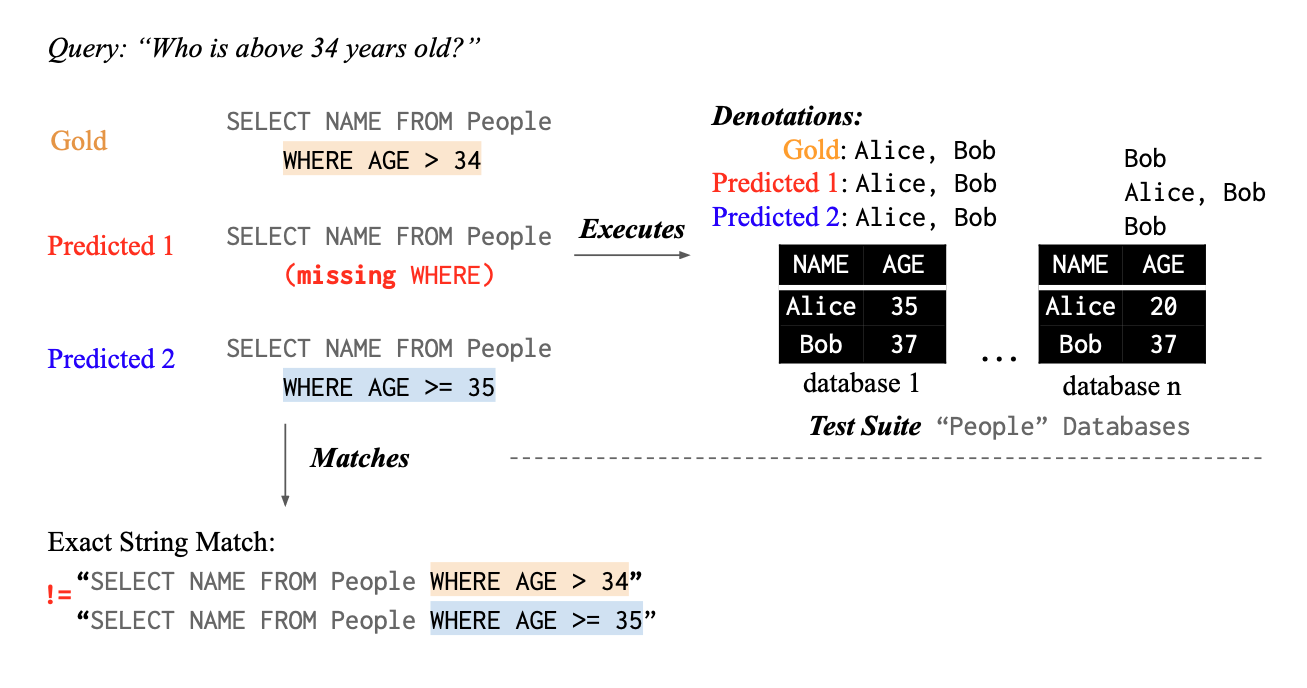 Query: “Who is above 34 years old?”
Gold
SELECT NAME FROM People
WHERE AGE > 34
Predicted 1
SELECT NAME FROM People
(missing WHERE)
Predicted 2
SELECT NAME FROM People
WHERE AGE >= 35
Executes
Matches
Denotations:
Gold: Alice, Bob
Predicted 1: Alice, Bob
Predicted 2: Alice, Bob
Bob
Alice, Bob
Bob
NAME AGE
Alice 35
Bob 37
database 1
...
NAME AGE
Alice 20
Bob 37
database n
Test Suite “People” Databases
Exact String Match:
!=
“SELECT NAME FROM People WHERE AGE > 34”
“SELECT NAME FROM People WHERE AGE >= 35”